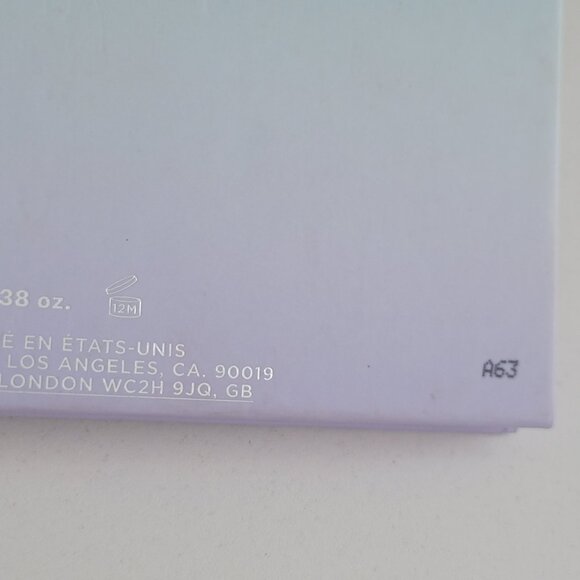 38 oz.
12M
É EN ÉTATS-UNIS
LOS ANGELES, CA. 90019
LONDON WC2H 9JQ, GB
A63